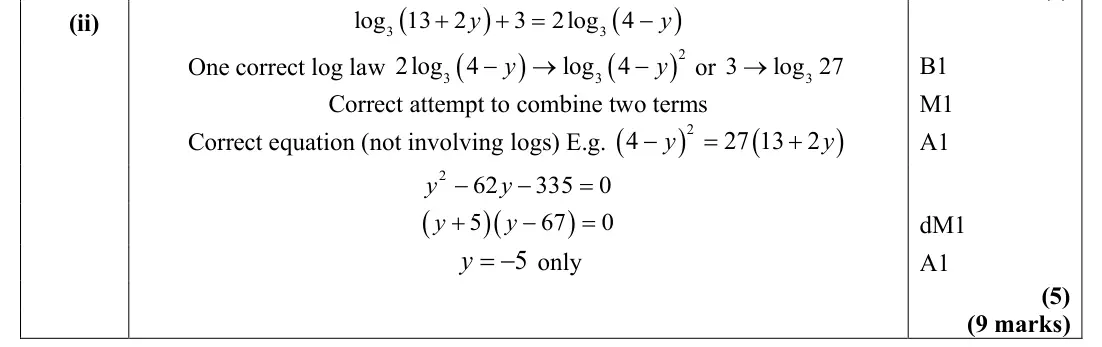 (ii)
log₃(13 + 2y) + 3 = 2log₃(4 − y)
One correct log law 2log₃(4 − y) → log₃(4 − y)² or 3 → log₃ 27 B1
Correct attempt to combine two terms M1
Correct equation (not involving logs) E.g. (4 − y)² = 27(13 + 2y) A1
y² − 62y − 335 = 0
(y + 5)(y − 67) = 0 dM1
y = −5 only A1
(5)
(9 marks)